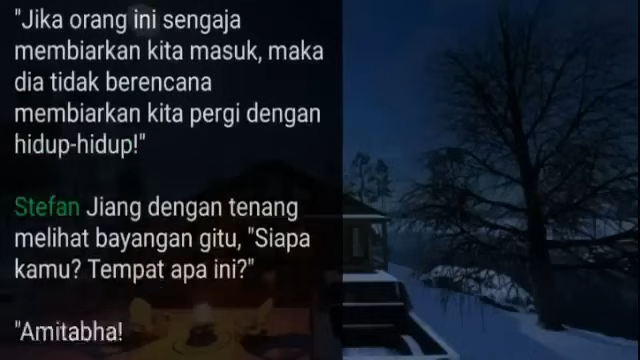 "Jika orang ini sengaja
membiarkan kita masuk, maka
dia tidak berencana
membiarkan kita pergi dengan
hidup-hidup!"
Stefan Jiang dengan tenang
melihat bayangan gitu, "Siapa
kamu? Tempat apa ini?"
"Amitabha!